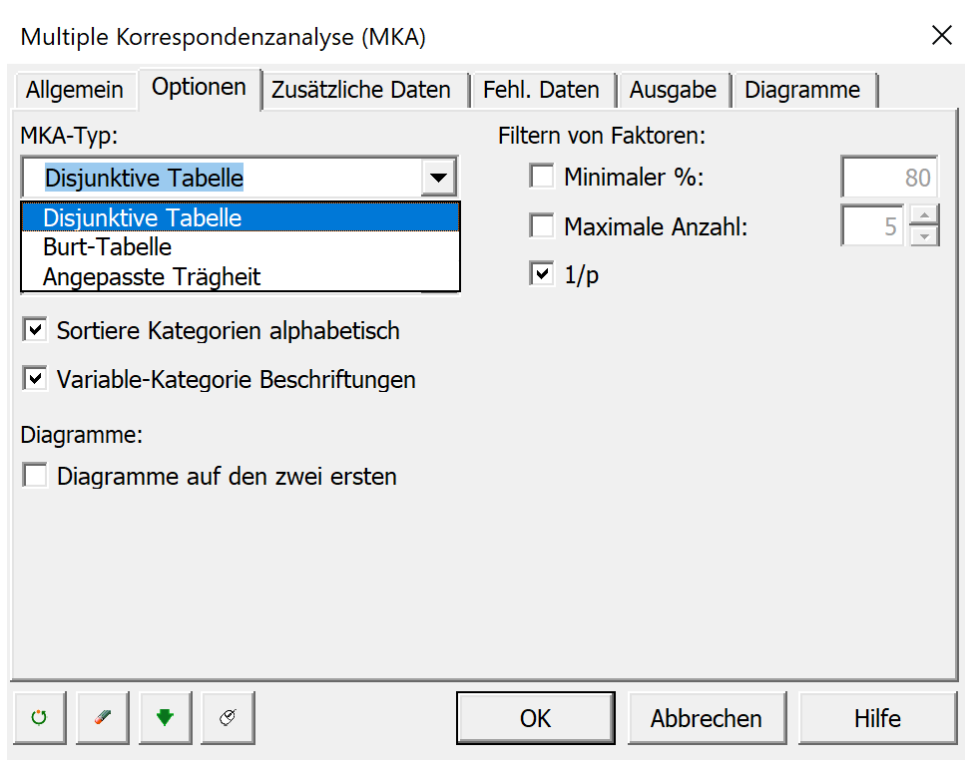 Multiple Korrespondenzanalyse (MKA)
Allgemein Optionen Zusätzliche Daten Fehl. Daten Ausgabe Diagramme
MKA-Typ:
Disjunktive Tabelle
Disjunktive Tabelle
Burt-Tabelle
Angepasste Trägheit
Sortiere Kategorien alphabetisch
Variable-Kategorie Beschriftungen
Diagramme:
Diagramme auf den zwei ersten
Filtern von Faktoren:
Minimaler %: 80
Maximale Anzahl: 5
1/p
OK Abbrechen Hilfe